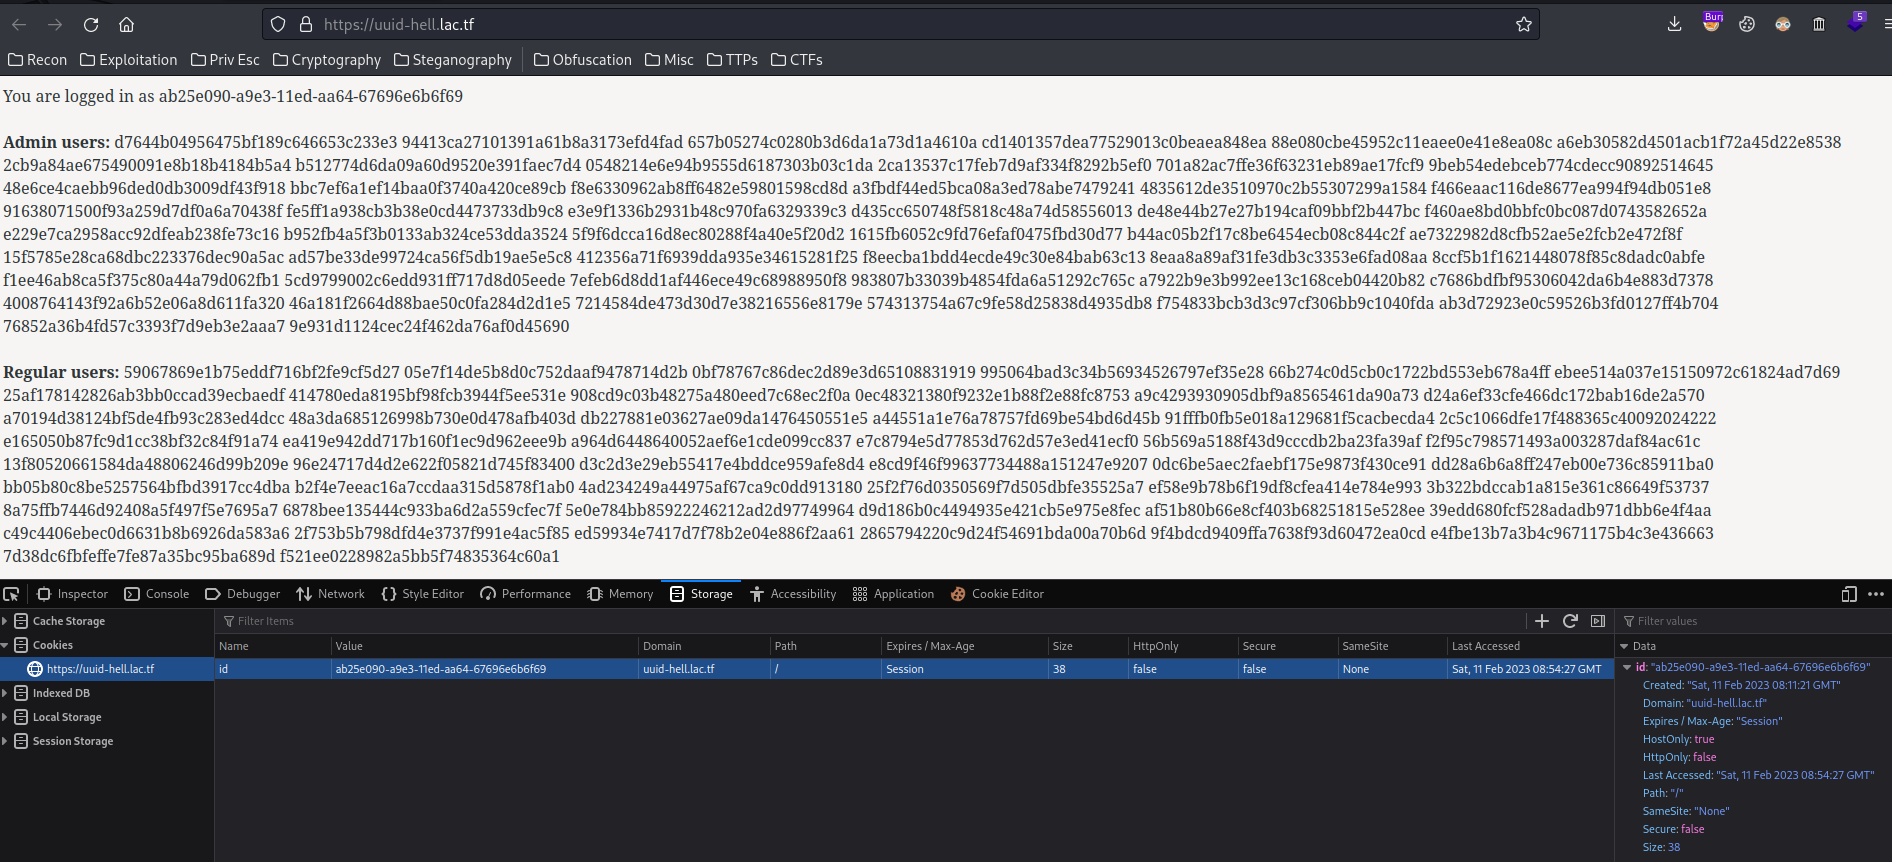 https://uuid-hell.lac.tf
Burp
5
Recon Exploitation Priv Esc Cryptography Steganography Obfuscation Misc TTPs CTFs
You are logged in as ab25e090-a9e3-11ed-aa64-67696e6b6f69
Admin users: d7644b04956475bf189c646653c233e3 94413ca27101391a61b8a3173efd4fad 657b05274c0280b3d6da1a73d1a4610a cd1401357dea77529013c0beaea848ea 88e080cbe45952c11eaee0e41e8ea08c a6eb30582d4501acb1f72a45d22e8538
2cb9a84ae675490091e8b18b4184b5a4 b512774d6da09a60d9520e391faec7d4 0548214e6e94b9555d6187303b03c1da 2ca13537c17feb7d9af334f8292b5ef0 701a82ac7ffe36f63231eb89ae17fcf9 9beb54edebceb774cdecc90892514645
48e6ce4caebb96ded0db3009df43f918 bbc7ef6a1ef14baa0f3740a420ce89cb f8e6330962ab8ff6482e59801598cd8d a3fbdf44ed5bca08a3ed78abe7479241 4835612de3510970c2b55307299a1584 f466eaac116de8677ea994f94db051e8
91638071500f93a259d7df0a6a70438f ffe5ff1a938cb3b38e0cd4473733db9c8 e3e9f1336b2931b48c970fa6329339c3 d435cc650748f5818c48a74d58556013 de48e44b27e27b194caf09bbf2b447bc f460ae8bd0bbfc0bc087d0743582652a
e229e7ca2958acc92dfeab238fe73c16 b952fb4a5f3b0133ab324ce53dda3524 5f9f6dcca16d8ec80288f4a40e5f20d2 1615fb6052c9fd76efaf0475fbd30d77 b44ac05b2f17c8be6454ecb08c844c2f ae7322982d8cfb52ae5e2fcb2e472f8f
15f5785e28ca68dbc223376dec90a5ac ad57be33de99724ca56f5db19ae5e5c8 412356a71f6939dda935e34615281f25 f8eecba1bdd4ecde49c30e84bab63c13 8eaa8a89af31fe3db3c3353e6fad08aa 8ccf5b1f1621448078f85c8dadc0abfe
f1ee46ab8ca5f375c80a44a79d062fb1 5cd9799002c6edd931ff717d8d05eede 7efeb6d8dd1af446ece49c68988950f8 983807b33039b4854fda6a51292c765c a7922b9e3b992ee13c168ceb04420b82 c7686bdfbf95306042da6b4e883d7378
4008764143f92a6b52e06a8d611fa320 46a181f2664d88bae50c0fa284d2d1e5 7214584de473d30d7e38216556e8179e 574313754a67c9fe58d25838d4935db8 f754833bcb3d3c97cf306bb9c1040fda ab3d72923e0c59526b3fd0127ff4b704
76852a36b4fd57c3393f7d9eb3e2aaa7 9e931d1124cec24f462da76af0d45690
Regular users: 59067869e1b75eddf716bf2fe9cf5d27 05e7f14de5b8d0c752daaf9478714d2b 0bf78767c86dec2d89e3d65108831919 995064bad3c34b56934526797ef35e28 66b274c0d5cb0c1722bd553eb678a4ff ebee514a037e15150972c61824ad7d69
25af178142826ab3bb0ccad39ecbaedf 414780eda8195bf98fcb3944f5ee531e 908cd9c03b48275a480eed7c68ec2f0a 0ec48321380f9232e1b88f2e88fc8753 a9c4293930905dbf9a8565461da90a73 d24a6ef33cfe466dc172bab16de2a570
a70194d38124bf5de4fb93c283ed4dcc 48a3da685126998b730e0d478afb403d db227881e03627ae09da1476450551e5 a44551a1e76a78757fd69be54bd6d45b 91fffb0fb5e018a129681f5cacbecda4 2c5c1066dfe17f488365c40092024222
e165050b87fc9d1cc38bf32c84f91a74 ea419e942dd717b160f1ec9d962eee9b a964d6448640052aef6e1cde099cc837 e7c8794e5d77853d762d57e3ed41ecf0 56b569a5188f43d9cccdb2ba23fa39af f2f95c798571493a003287daf84ac61c
13f80520661584da48806246d99b209e 96e24717d4d2e622f05821d745f83400 d3c2d3e29eb55417e4bddce959afe8d4 e8cd9f46f99637734488a151247e9207 0dc6be5aec2faebf175e9873f430ce91 dd28a6b6a8ff247eb00e736c85911ba0
bb05b80c8be5257564bfbd3917cc4dba b2f4e7eeac16a7ccdaa315d5878f1ab0 4ad234249a44975af67ca9c0dd913180 25f2f76d0350569f7d505dbfe35525a7 ef58e9b78b6f19df8cfea414e784e993 3b322bdccab1a815e361c86649f53737
8a75ffb7446d92408a5f497f5e7695a7 6878bee135444c933ba6d2a559cfec7f 5e0e784bb85922246212ad2d97749964 d9d186b0c4494935e421cb5e975e8fec af51b80b66e8cf403b68251815e528ee 39edd680fcf528adadb971dbb6e4f4aa
c49c4406ebec0d6631b8b6926da583a6 2f753b5b798dfd4e3737f991e4ac5f85 ed59934e7417d7f78b2e04e886f2aa61 2865794220c9d24f54691bda00a70b6d 9f4bdcd9409ffa7638f93d60472ea0cd e4fbe13b7a3b4c9671175b4c3e436663
7d38dc6fbfeffe7fe87a35bc95ba689d f521ee0228982a5bb5f74835364c60a1
Inspector Console Debugger Network Style Editor Performance Memory Storage Accessibility Application Cookie Editor
Cache Storage
Cookies
https://uuid-hell.lac.tf
Indexed DB
Local Storage
Session Storage
Filter Items
Name Value Domain Path Expires / Max-Age Size HttpOnly Secure SameSite Last Accessed
id ab25e090-a9e3-11ed-aa64-67696e6b6f69 uuid-hell.lac.tf / Session 38 false false None Sat, 11 Feb 2023 08:54:27 GMT
Filter values
Data
id: "ab25e090-a9e3-11ed-aa64-67696e6b6f69"
Created: "Sat, 11 Feb 2023 08:11:21 GMT"
Domain: "uuid-hell.lac.tf"
Expires / Max-Age: "Session"
HostOnly: true
HttpOnly: false
Last Accessed: "Sat, 11 Feb 2023 08:54:27 GMT"
Path: "/"
SameSite: "None"
Secure: false
Size: 38